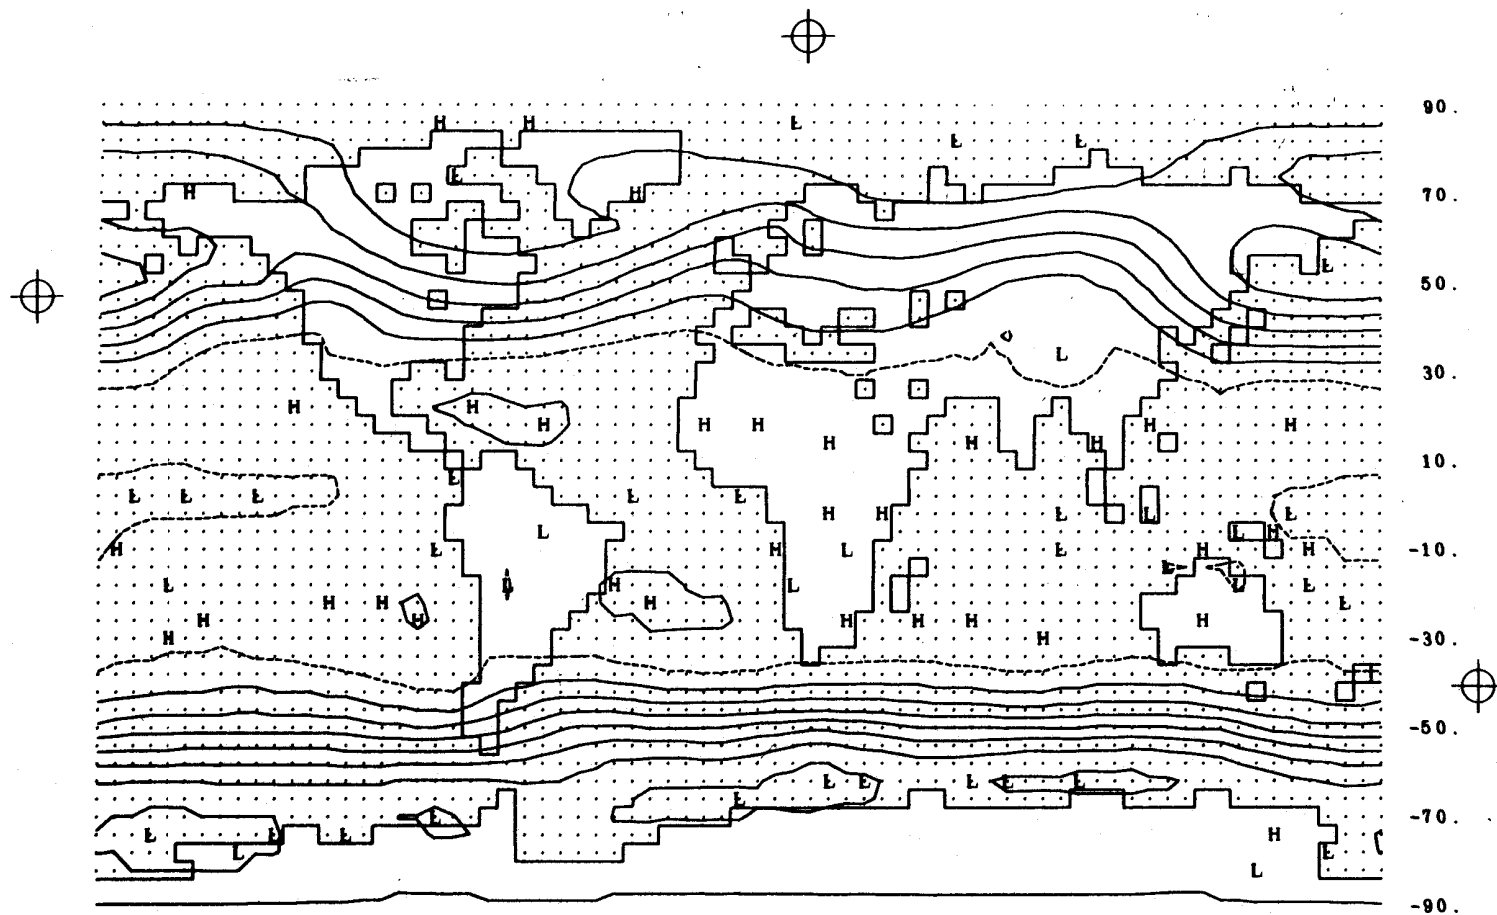 H H L
L L
90.
L
H H 70.
L
50.
L
30.
H H
H H H H H H
H H H
10.
L
L L L L L
H H L L
L L H
H L H L L H H -10.
L L H L L L
H H H L
H H H H H H
H H -30.
-50.
L L L L L
L
L -70.
L L L H
L L
L
-90.